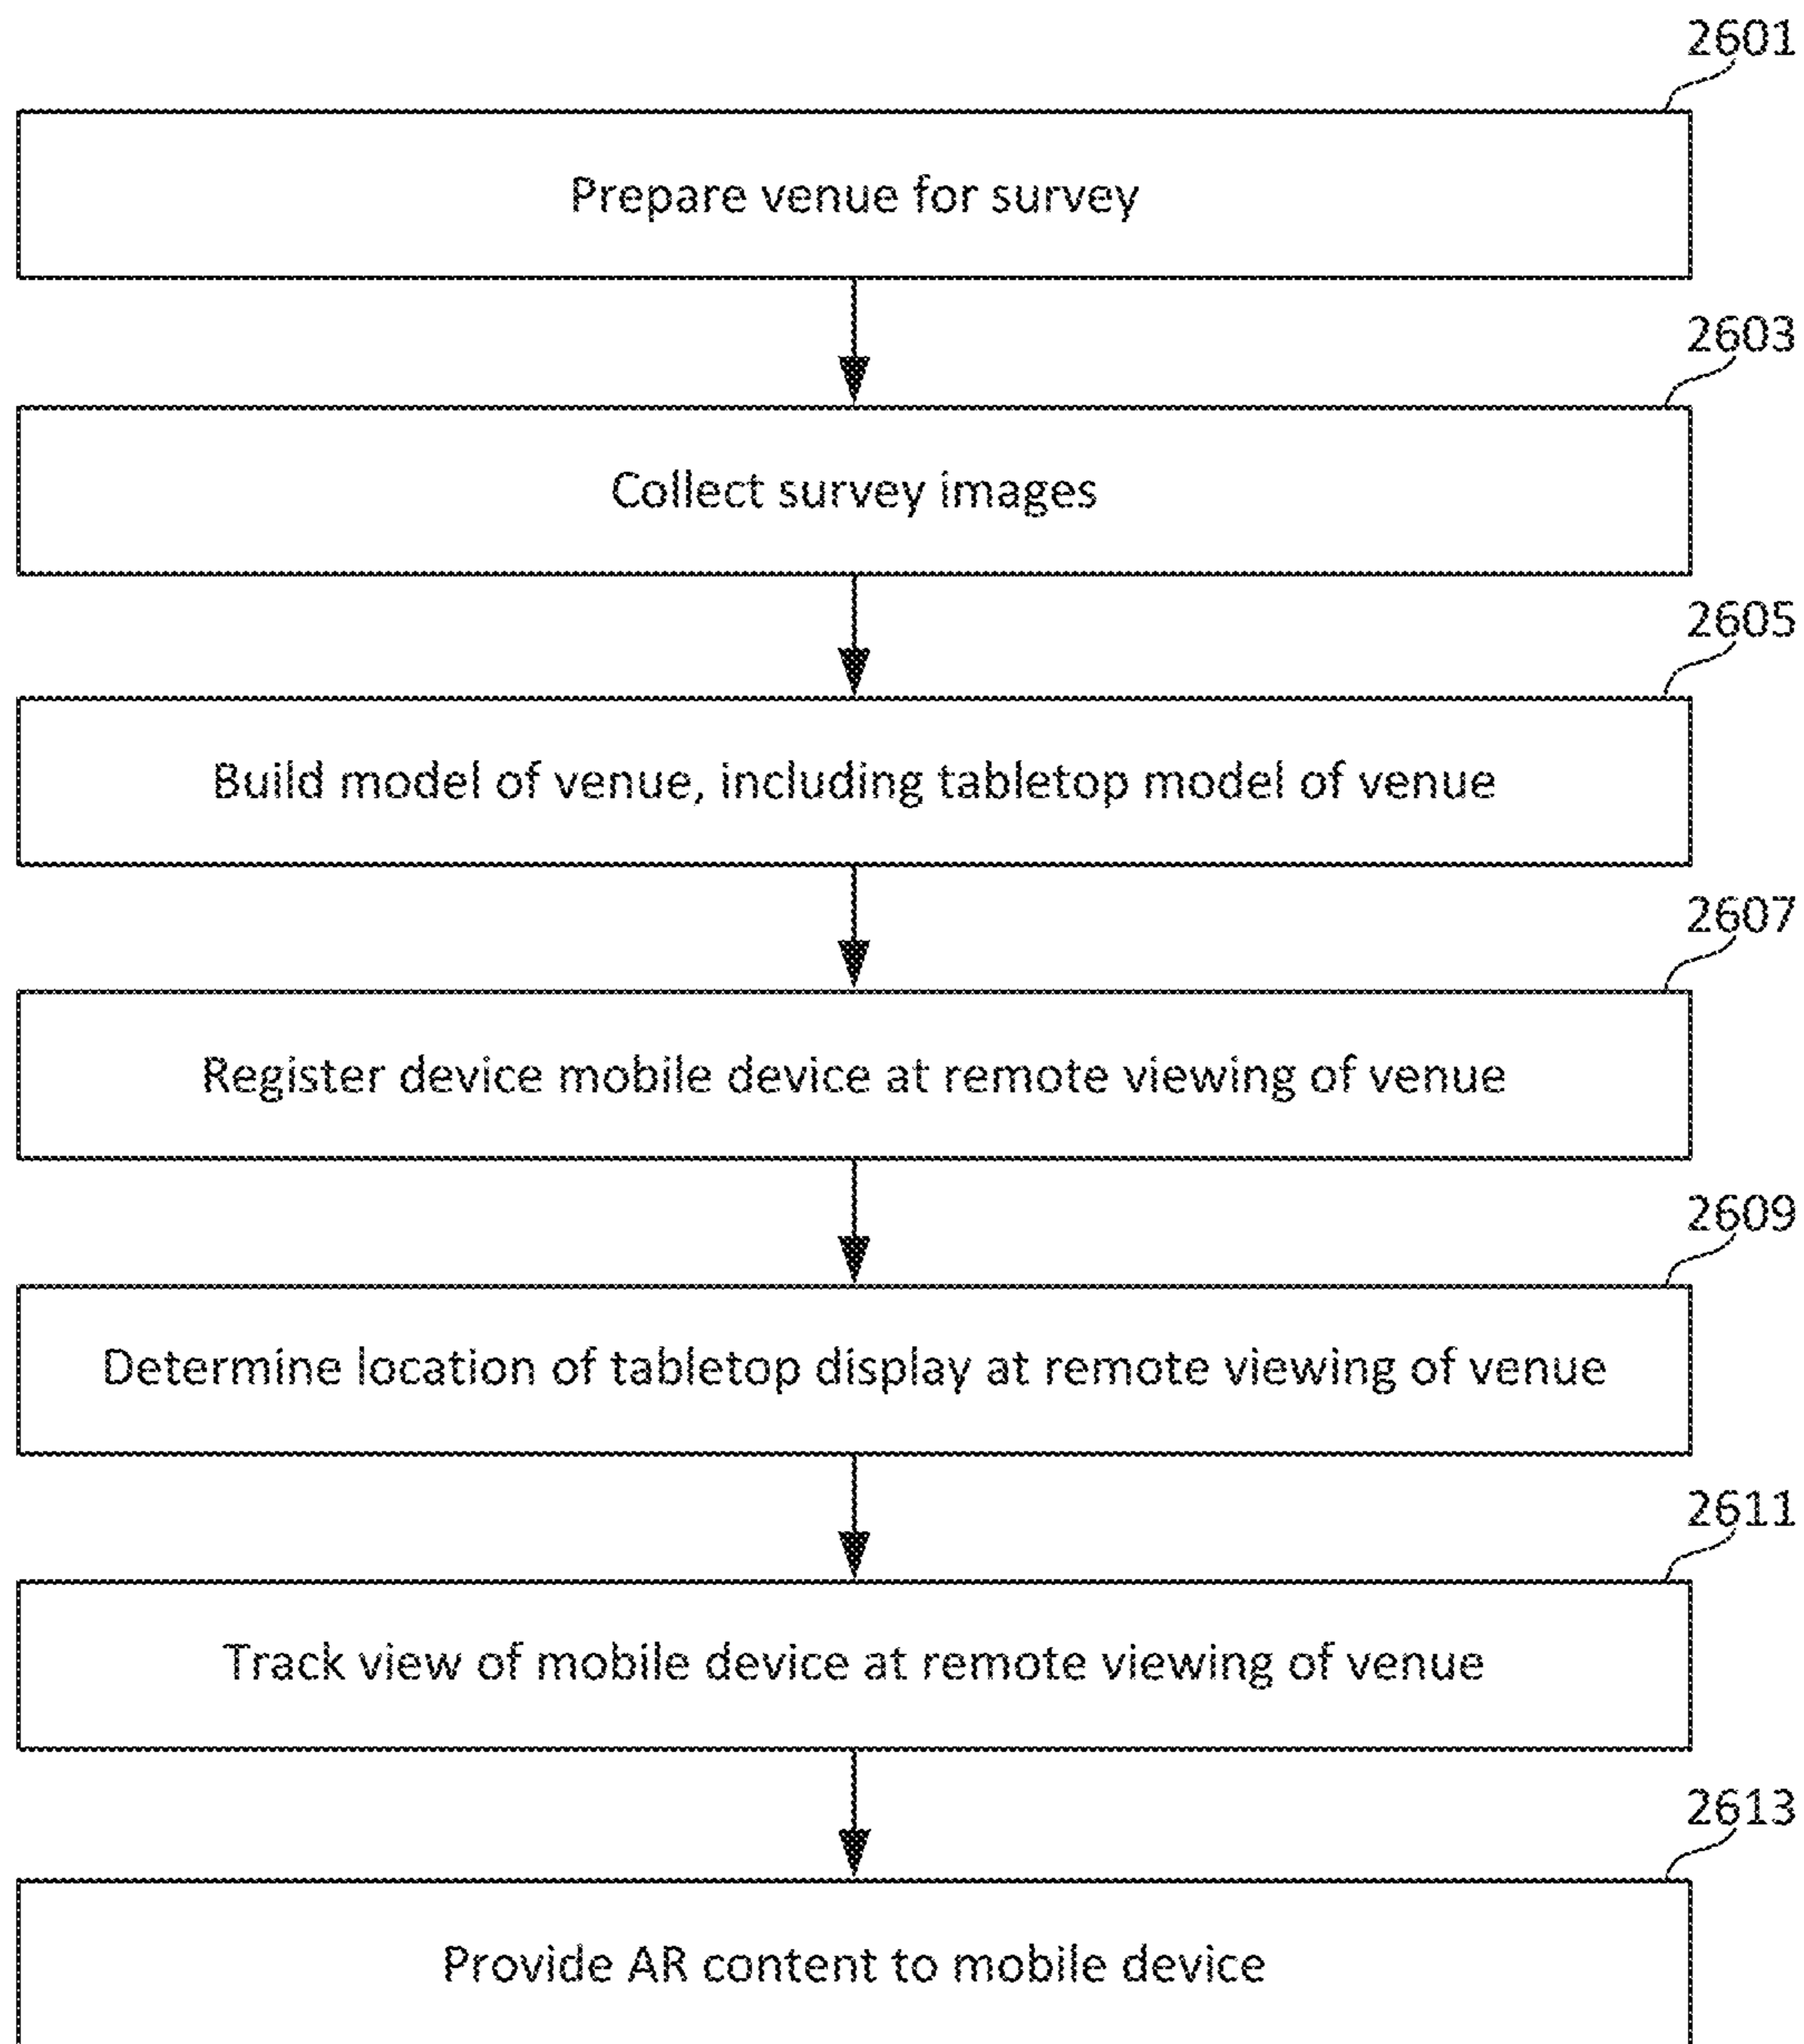 2601
Prepare venue for survey
2603
Collect survey images
2605
Build model of venue, including tabletop model of venue
2607
Register device mobile device at remote viewing of venue
2609
Determine location of tabletop display at remote viewing of venue
2611
Track view of mobile device at remote viewing of venue
2613
Provide AR content to mobile device